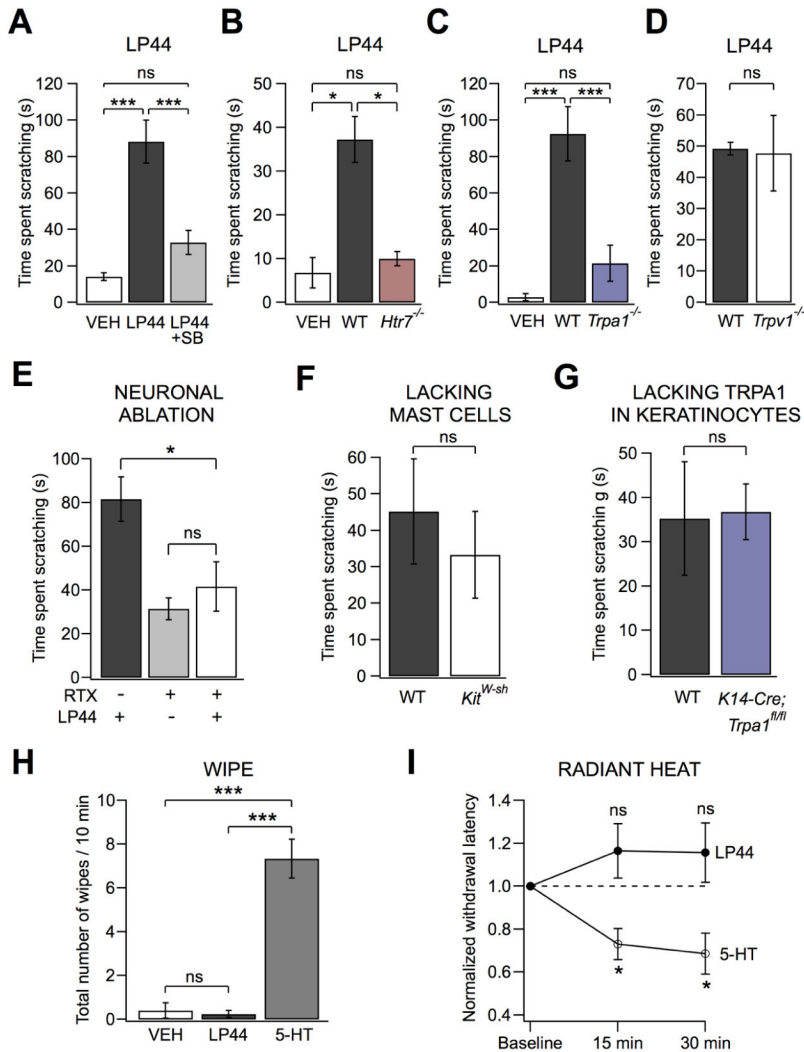 A
LP44
Time spent scratching (s)
120
100
80
60
40
20
0
ns
*** ***
VEH LP44 LP44
+SB
B
LP44
Time spent scratching (s)
50
40
30
20
10
0
ns
* *
VEH WT Htr7-/-
C
LP44
Time spent scratching (s)
120
100
80
60
40
20
0
ns
*** ***
VEH WT Trpa1-/-
D
LP44
Time spent scratching (s)
70
60
50
40
30
20
10
0
ns
WT Trpv1-/-
E
NEURONAL
ABLATION
Time spent scratching (s)
100
80
60
40
20
0
*
ns
RTX - + +
LP44 + - +
F
LACKING
MAST CELLS
Time spent scratching (s)
60
50
40
30
20
10
0
ns
WT KitW-sh
G
LACKING TRPA1
IN KERATINOCYTES
Time spent scratchin g (s)
50
40
30
20
10
0
ns
WT K14-Cre;
Trpa1fl/fl
H
WIPE
Total number of wipes / 10 min
10
8
6
4
2
0
***
***
ns
VEH LP44 5-HT
I
RADIANT HEAT
Normalized withdrawal latency
1.4
1.2
1.0
0.8
0.6
0.4
ns ns
LP44
5-HT
* *
Baseline 15 min 30 min